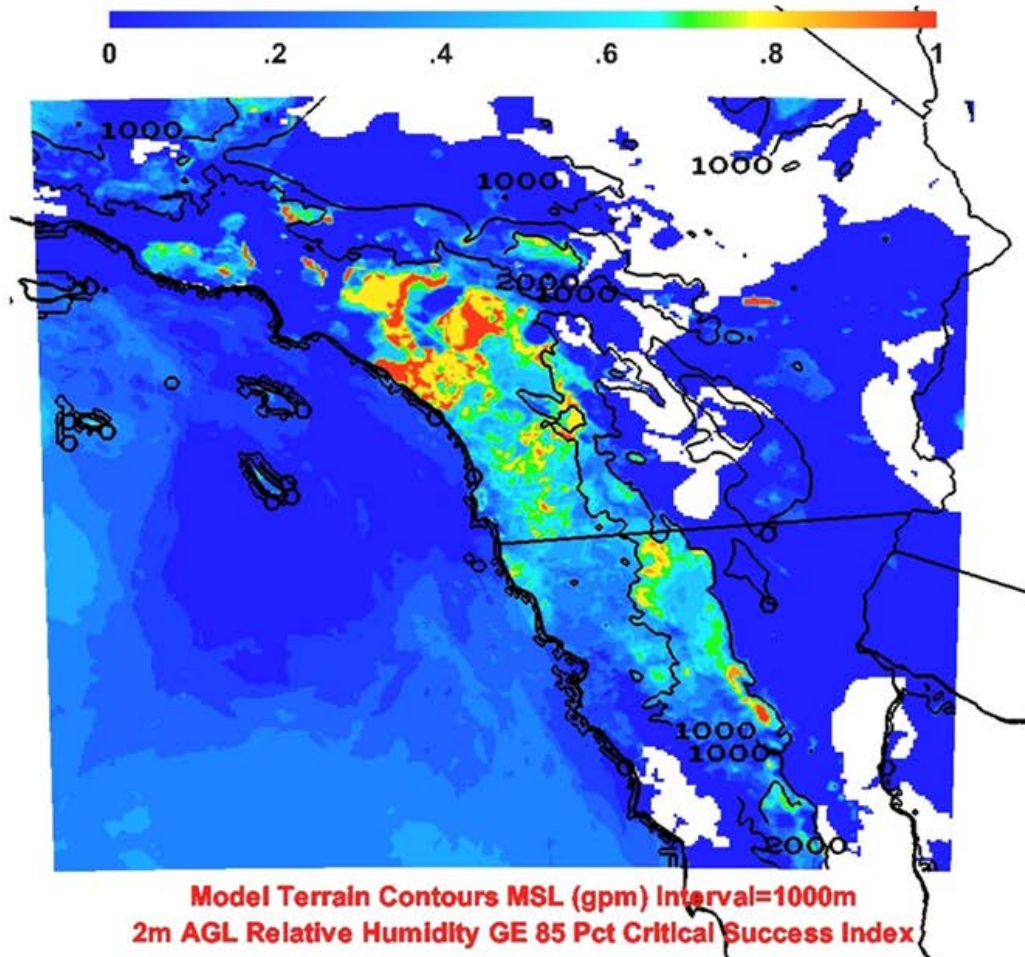 0 .2 .4 .6 .8 1
1000
1000
1000
2000
1000
1000
1000
2000
Model Terrain Contours MSL (gpm) Interval=1000m
2m AGL Relative Humidity GE 85 Pct Critical Success Index